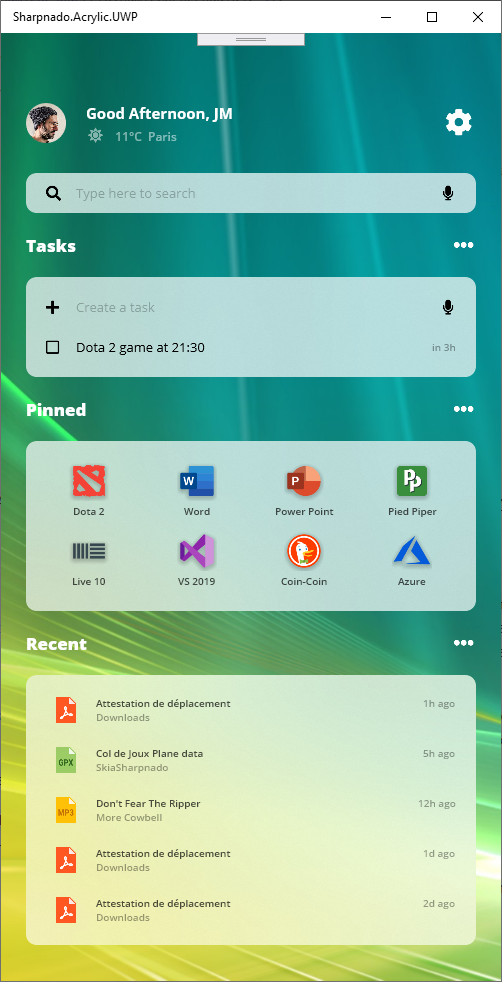 Sharpnado.Acrylic.UWP
Good Afternoon, JM
11°C Paris
Type here to search
Tasks
Create a task
Dota 2 game at 21:30 in 3h
Pinned
W P Pp
Dota 2 Word Power Point Pied Piper
Live 10 VS 2019 Coin-Coin Azure
Recent
Attestation de déplacement 1h ago
Downloads
GPX Col de Joux Plane data 5h ago
SkiaSharpnado
MP3 Don't Fear The Ripper 12h ago
More Cowbell
Attestation de déplacement 1d ago
Downloads
Attestation de déplacement 2d ago
Downloads